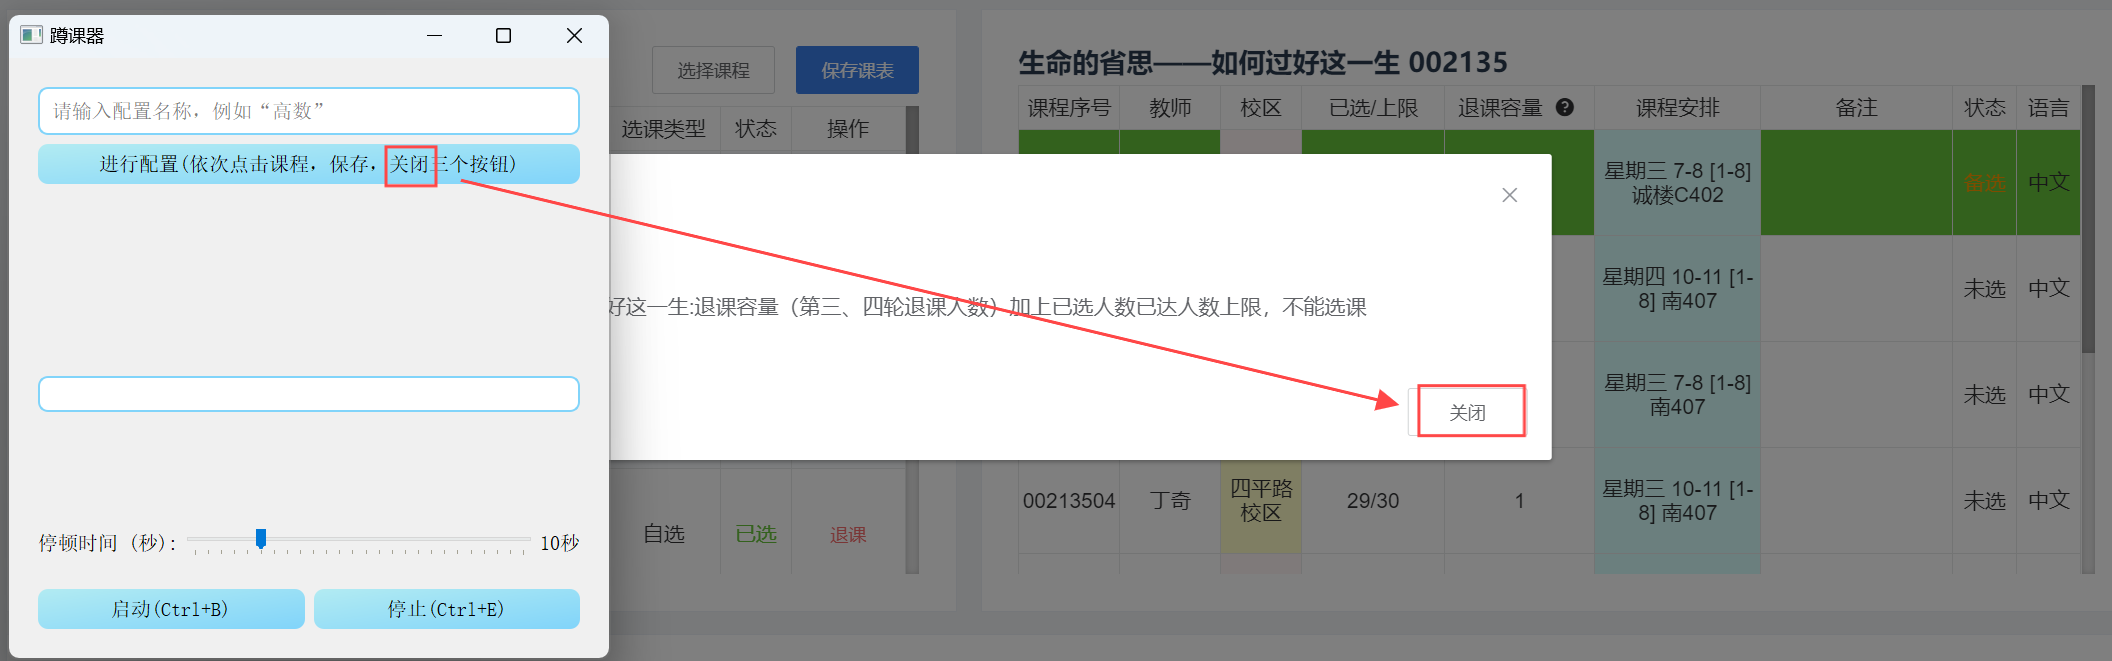 蹲课器
请输入配置名称，例如“高数”
进行配置(依次点击课程，保存，关闭三个按钮)
停顿时间 (秒):
10秒
启动(Ctrl+B)
停止(Ctrl+E)
选择课程
保存课表
选课类型 状态 操作
自选 已选 退课
生命的省思——如何过好这一生 002135
课程序号 教师 校区 已选/上限 退课容量 ? 课程安排 备注 状态 语言
星期三 7-8 [1-8]
诚楼C402
备选 中文
星期四 10-11 [1-
8] 南407
未选 中文
星期三 7-8 [1-8]
南407
未选 中文
00213504 丁奇 四平路
校区
29/30 1 星期三 10-11 [1-
8] 南407
未选 中文
好这一生:退课容量（第三、四轮退课人数）加上已选人数已达人数上限，不能选课
关闭